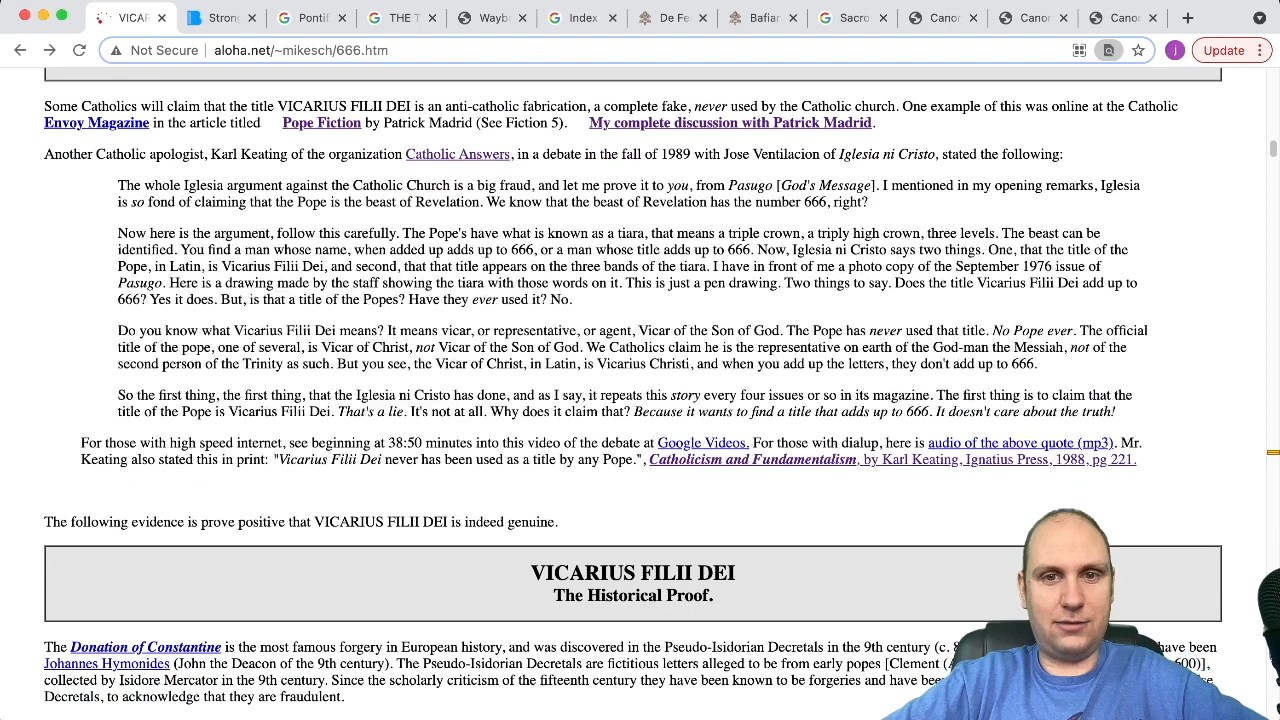 VICAR
Strong
Pontif
THE T
Wayb
Index
De Fe
Bafiar
Sacro
Canor
Canor
Canor
Not Secure
aloha.net/~mikesch/666.htm
j
Update
Some Catholics will claim that the title VICARIUS FILII DEI is an anti-catholic fabrication, a complete fake, never used by the Catholic church. One example of this was online at the Catholic
Envoy Magazine in the article titled Pope Fiction by Patrick Madrid (See Fiction 5). My complete discussion with Patrick Madrid.
Another Catholic apologist, Karl Keating of the organization Catholic Answers, in a debate in the fall of 1989 with Jose Ventilacion of Iglesia ni Cristo, stated the following:
The whole Iglesia argument against the Catholic Church is a big fraud, and let me prove it to you, from Pasugo [God's Message]. I mentioned in my opening remarks, Iglesia
is so fond of claiming that the Pope is the beast of Revelation. We know that the beast of Revelation has the number 666, right?
Now here is the argument, follow this carefully. The Pope's have what is known as a tiara, that means a triple crown, a triply high crown, three levels. The beast can be
identified. You find a man whose name, when added up adds up to 666, or a man whose title adds up to 666. Now, Iglesia ni Cristo says two things. One, that the title of the
Pope, in Latin, is Vicarius Filii Dei, and second, that that title appears on the three bands of the tiara. I have in front of me a photo copy of the September 1976 issue of
Pasugo. Here is a drawing made by the staff showing the tiara with those words on it. This is just a pen drawing. Two things to say. Does the title Vicarius Filii Dei add up to
666? Yes it does. But, is that a title of the Popes? Have they ever used it? No.
Do you know what Vicarius Filii Dei means? It means vicar, or representative, or agent, Vicar of the Son of God. The Pope has never used that title. No Pope ever. The official
title of the pope, one of several, is Vicar of Christ, not Vicar of the Son of God. We Catholics claim he is the representative on earth of the God-man the Messiah, not of the
second person of the Trinity as such. But you see, the Vicar of Christ, in Latin, is Vicarius Christi, and when you add up the letters, they don't add up to 666.
So the first thing, the first thing, that the Iglesia ni Cristo has done, and as I say, it repeats this story every four issues or so in its magazine. The first thing is to claim that the
title of the Pope is Vicarius Filii Dei. That's a lie. It's not at all. Why does it claim that? Because it wants to find a title that adds up to 666. It doesn't care about the truth!
For those with high speed internet, see beginning at 38:50 minutes into this video of the debate at Google Videos. For those with dialup, here is audio of the above quote (mp3). Mr.
Keating also stated this in print: "Vicarius Filii Dei never has been used as a title by any Pope.", Catholicism and Fundamentalism, by Karl Keating, Ignatius Press, 1988, pg 221.
The following evidence is prove positive that VICARIUS FILII DEI is indeed genuine.
VICARIUS FILII DEI
The Historical Proof.
The Donation of Constantine is the most famous forgery in European history, and was discovered in the Pseudo-Isidorian Decretals in the 9th century (c. 8 have been
Johannes Hymonides (John the Deacon of the 9th century). The Pseudo-Isidorian Decretals are fictitious letters alleged to be from early popes [Clement (A 600)],
collected by Isidore Mercator in the 9th century. Since the scholarly criticism of the fifteenth century they have been known to be forgeries and have bee
Decretals, to acknowledge that they are fraudulent.